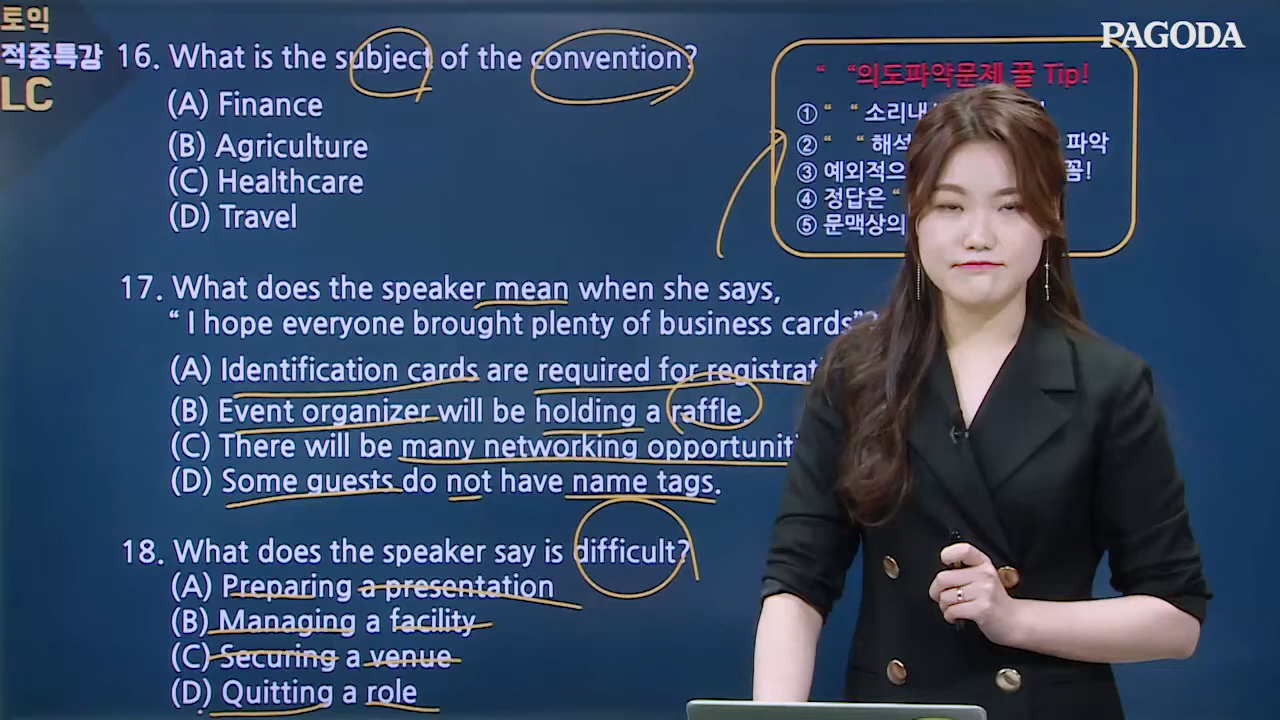 토익
적중특강
LC
PAGODA
16. What is the subject of the convention?
(A) Finance
(B) Agriculture
(C) Healthcare
(D) Travel
“ “의도파악문제 꿀 Tip!
① “ “ 소리내
② “ “ 해석 파악
③ 예외적으 꼼!
④ 정답은 “
⑤ 문맥상의
17. What does the speaker mean when she says,
“ I hope everyone brought plenty of business cards”?
(A) Identification cards are required for
(B) Event organizer will be holding a raffle.
(C) There will be many networking
(D) Some guests do not have name tags.
18. What does the speaker say is difficult?
(A) Preparing a presentation
(B) Managing a facility
(C) Securing a venue
(D) Quitting a role